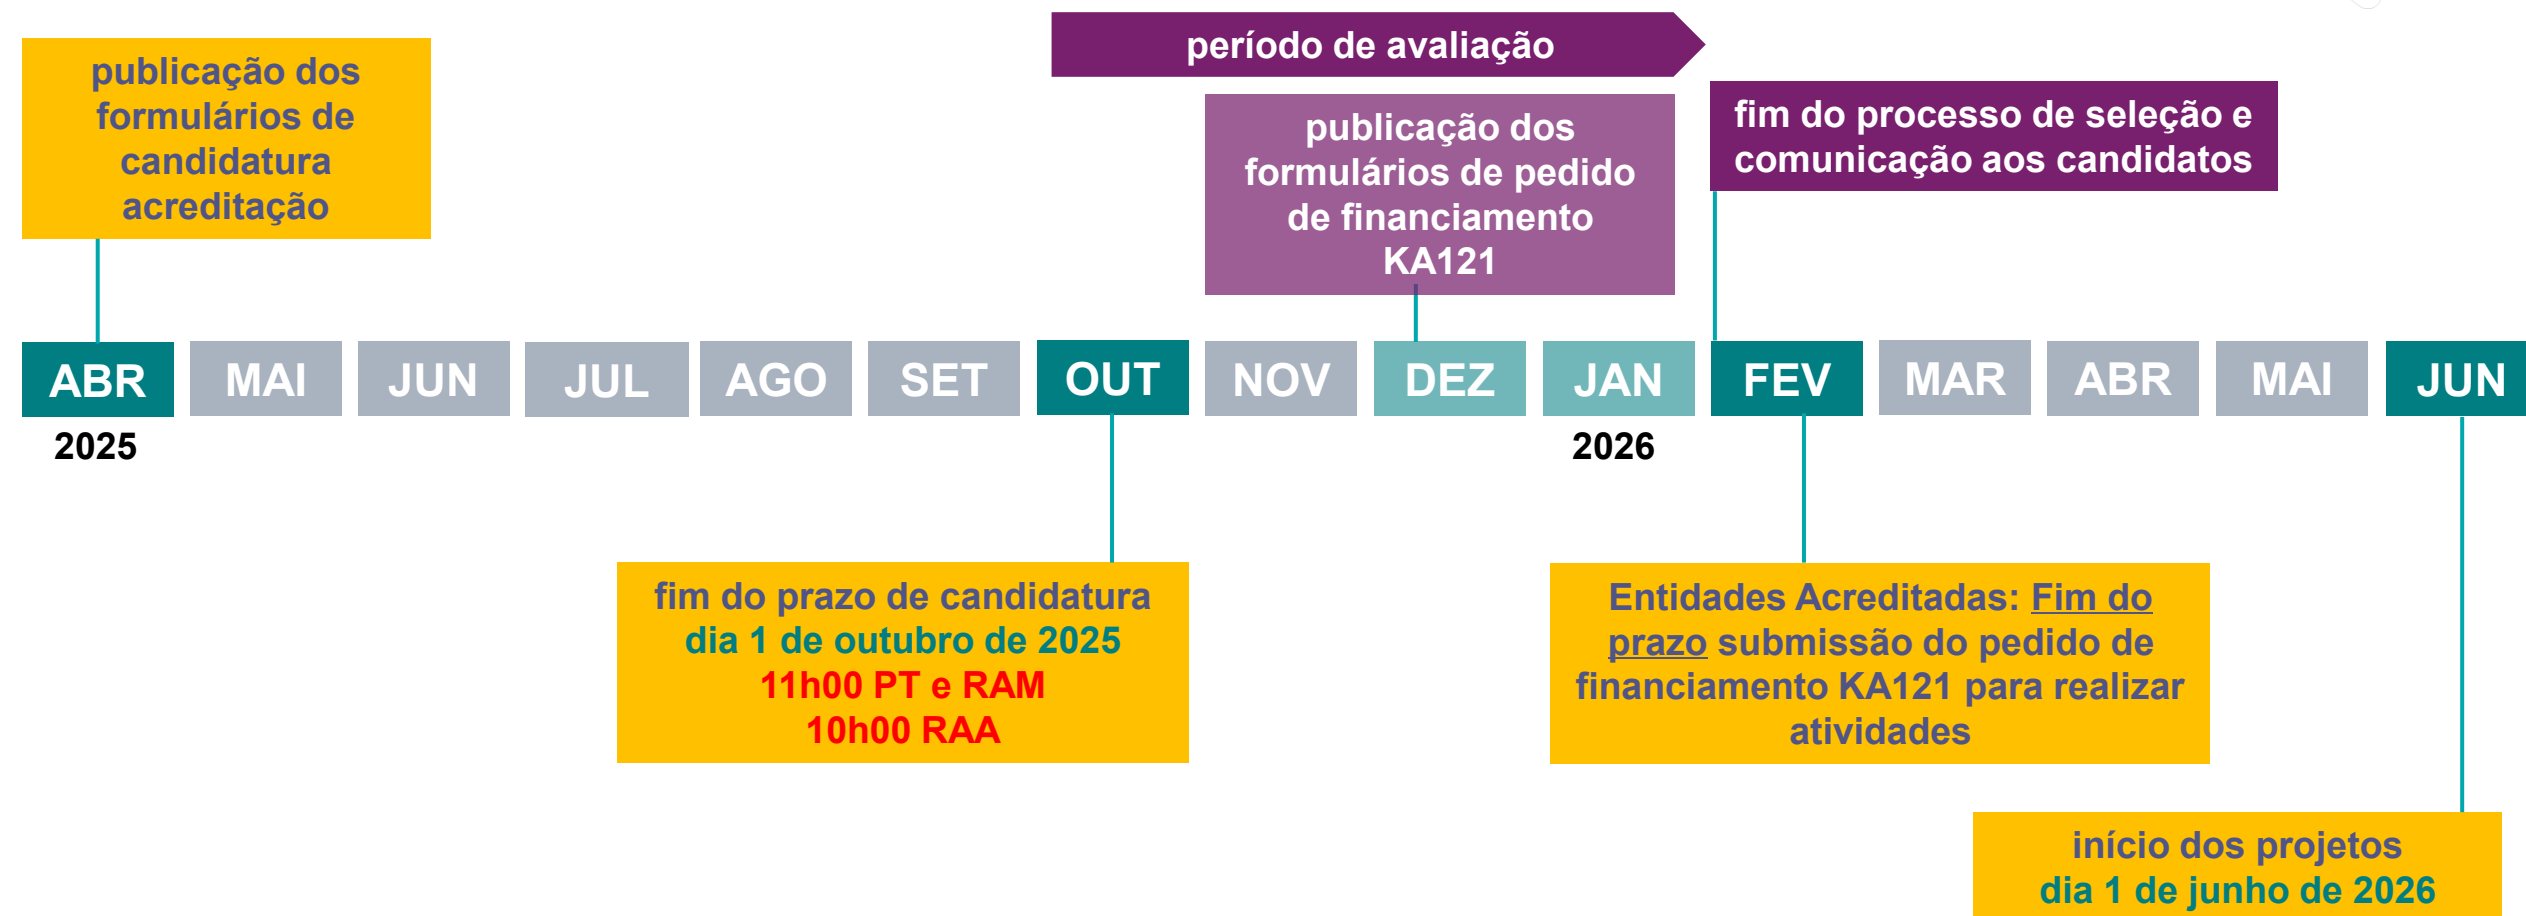 período de avaliação
publicação dos
formulários de
candidatura
acreditação
publicação dos
formulários de pedido
de financiamento
KA121
fim do processo de seleção e
comunicação aos candidatos
ABR MAI JUN JUL AGO SET OUT NOV DEZ JAN FEV MAR ABR MAI JUN
2025 2026
fim do prazo de candidatura
dia 1 de outubro de 2025
11h00 PT e RAM
10h00 RAA
Entidades Acreditadas: Fim do
prazo submissão do pedido de
financiamento KA121 para realizar
atividades
início dos projetos
dia 1 de junho de 2026